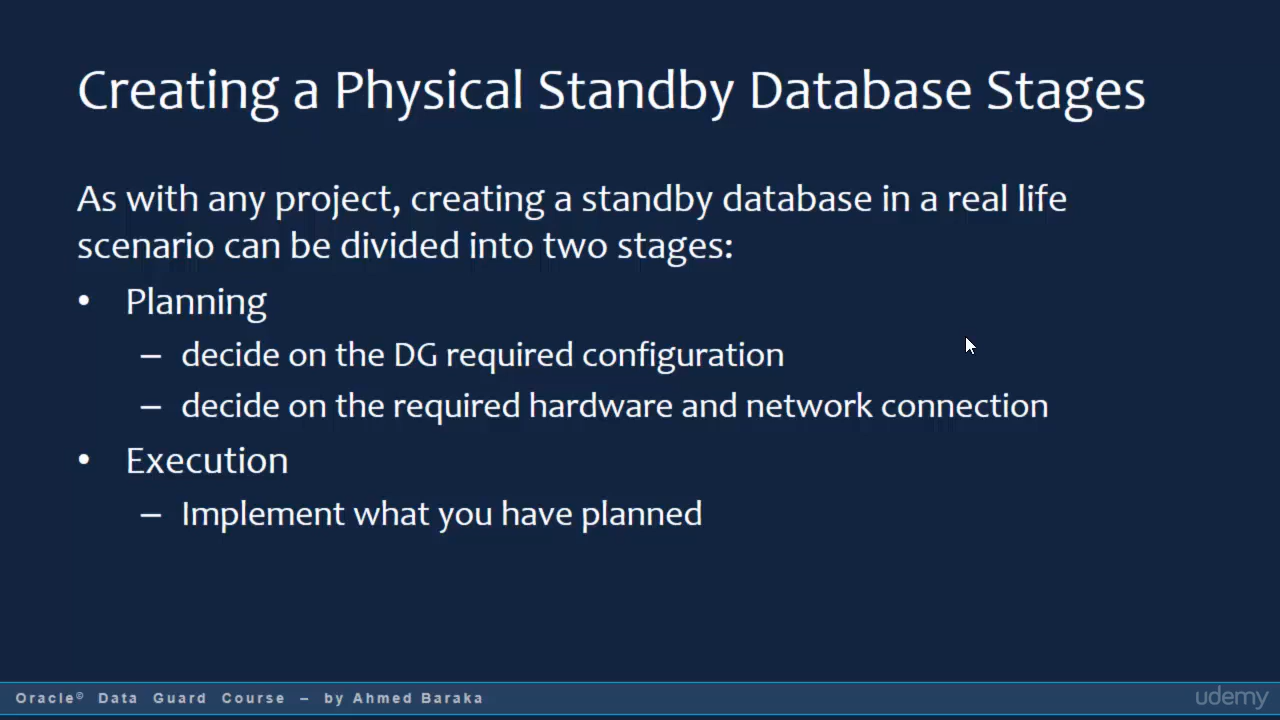 Creating a Physical Standby Database Stages
As with any project, creating a standby database in a real life
scenario can be divided into two stages:
• Planning
– decide on the DG required configuration
– decide on the required hardware and network connection
• Execution
– Implement what you have planned
Oracle© Data Guard Course – by Ahmed Baraka
udemy